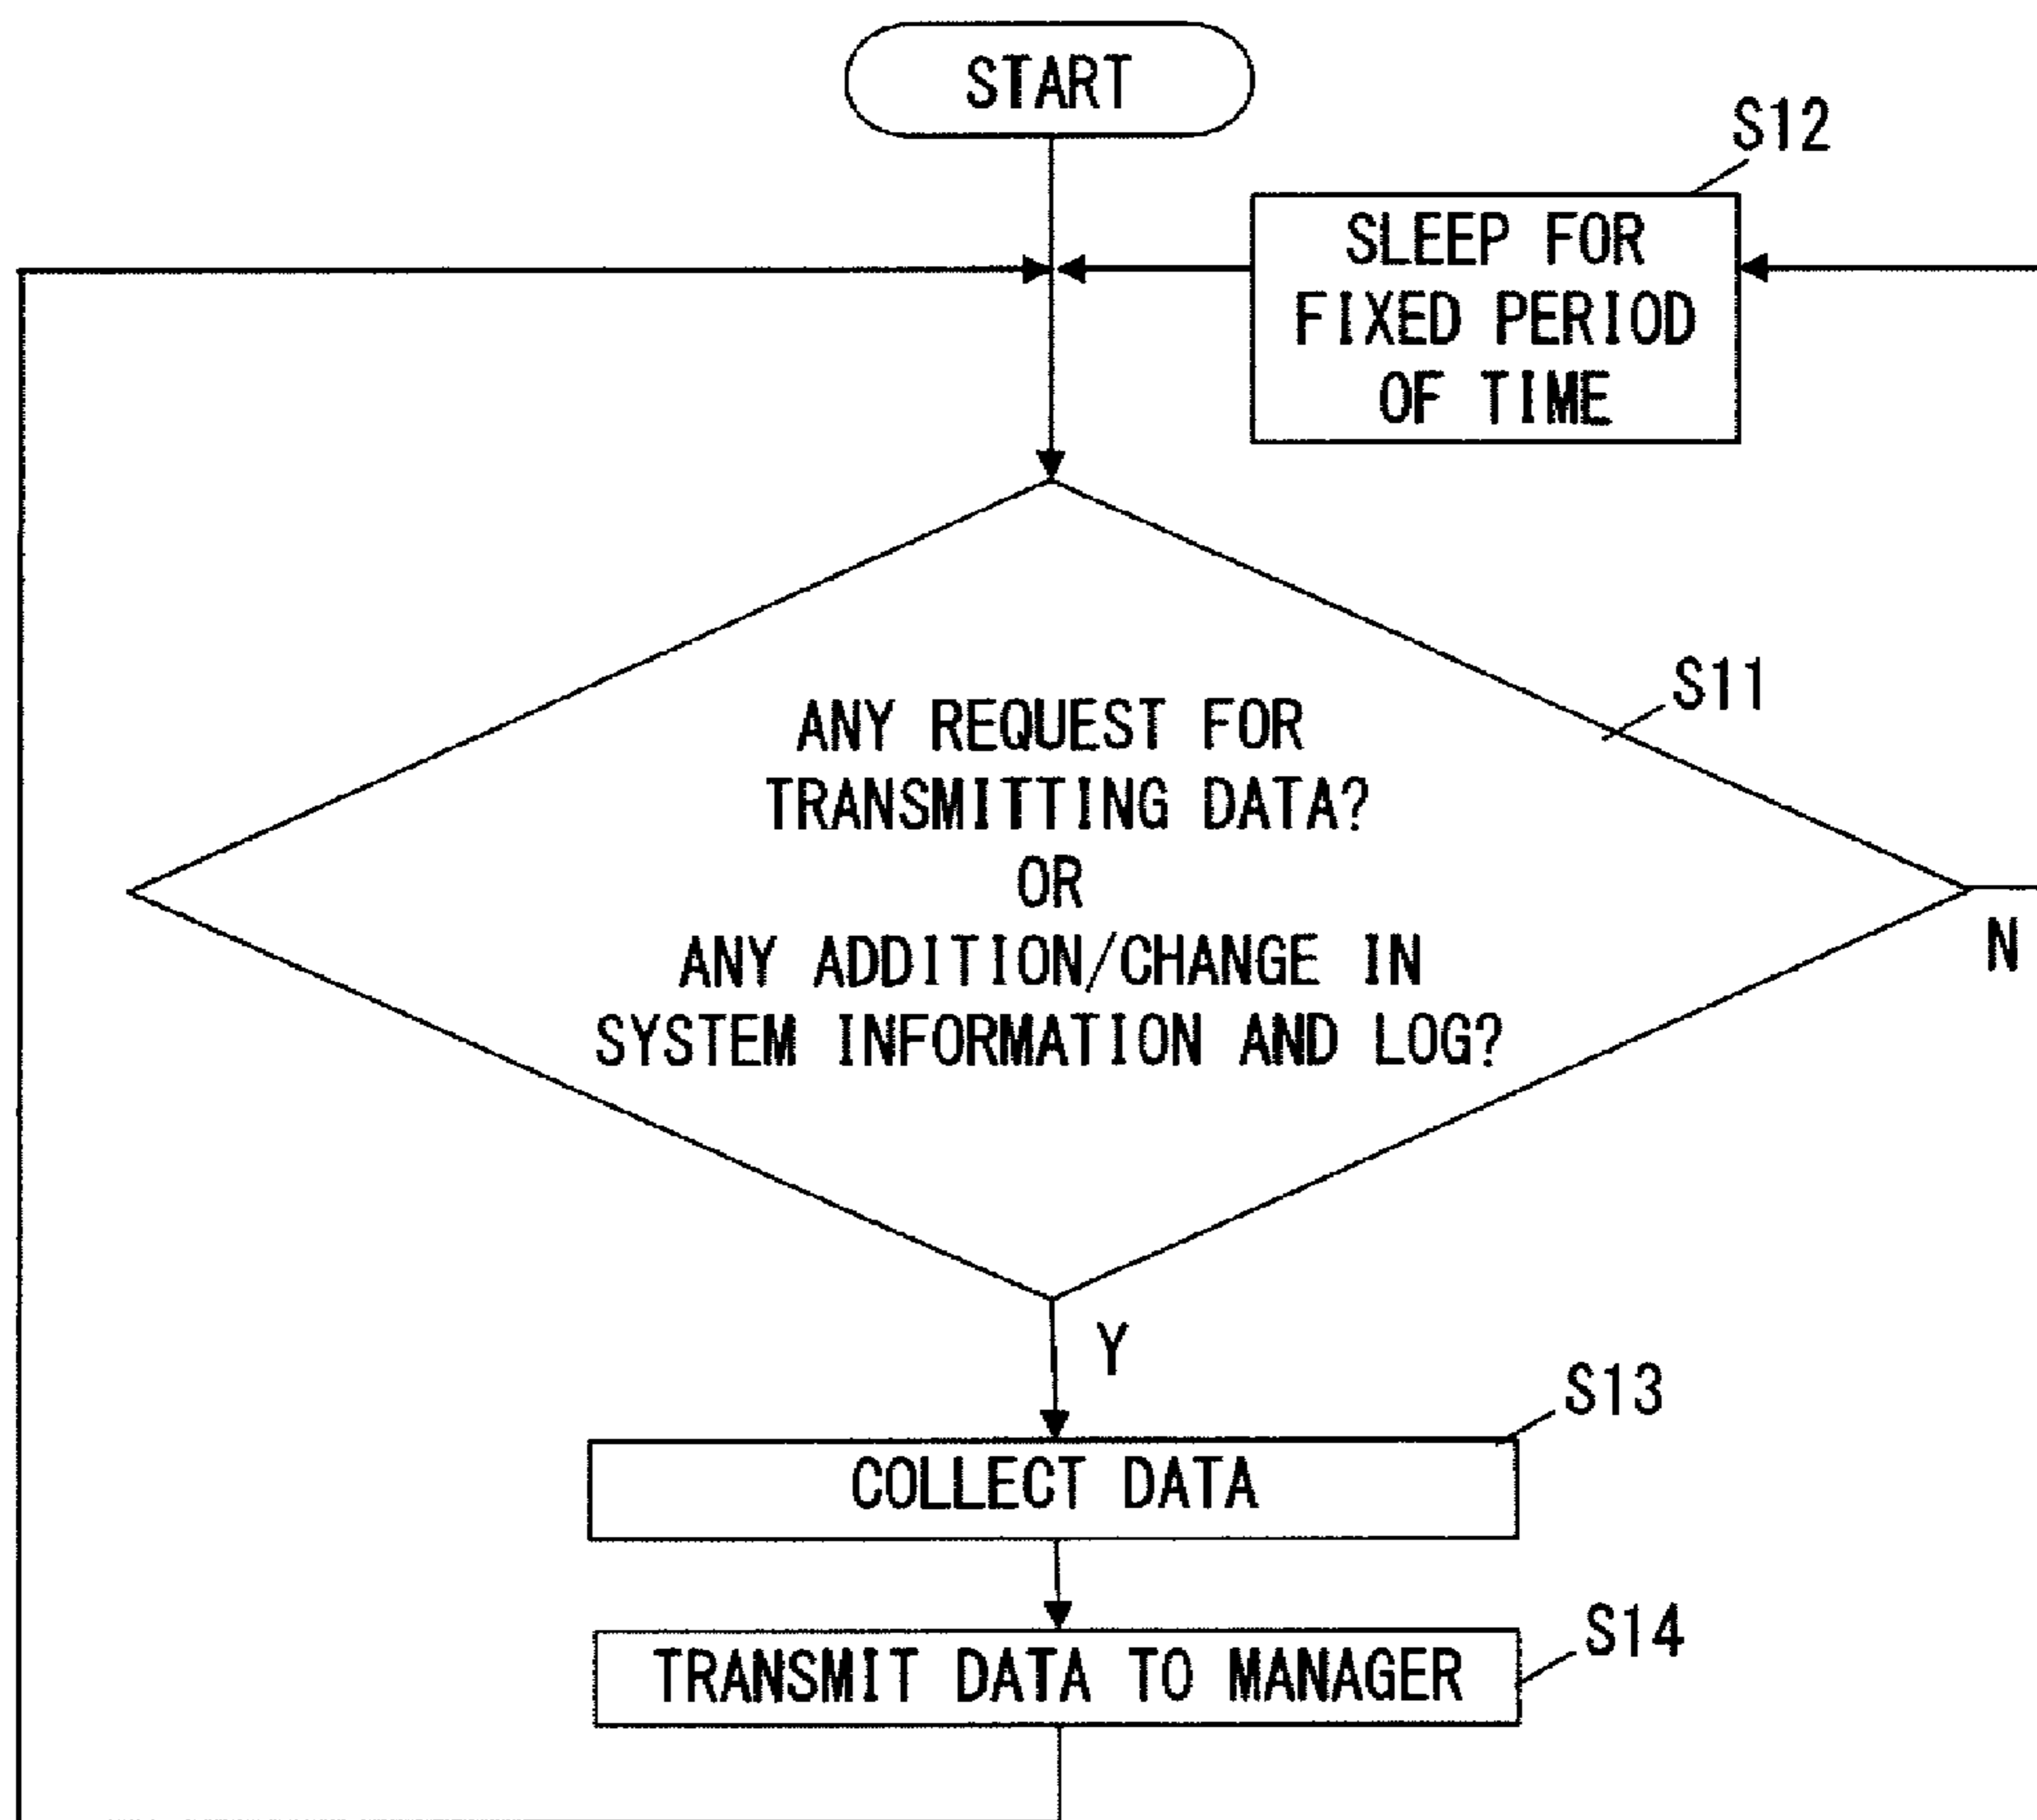 START
S12
SLEEP FOR
FIXED PERIOD
OF TIME
S11
ANY REQUEST FOR
TRANSMITTING DATA?
OR
ANY ADDITION/CHANGE IN
SYSTEM INFORMATION AND LOG?
N
Y
S13
COLLECT DATA
S14
TRANSMIT DATA TO MANAGER